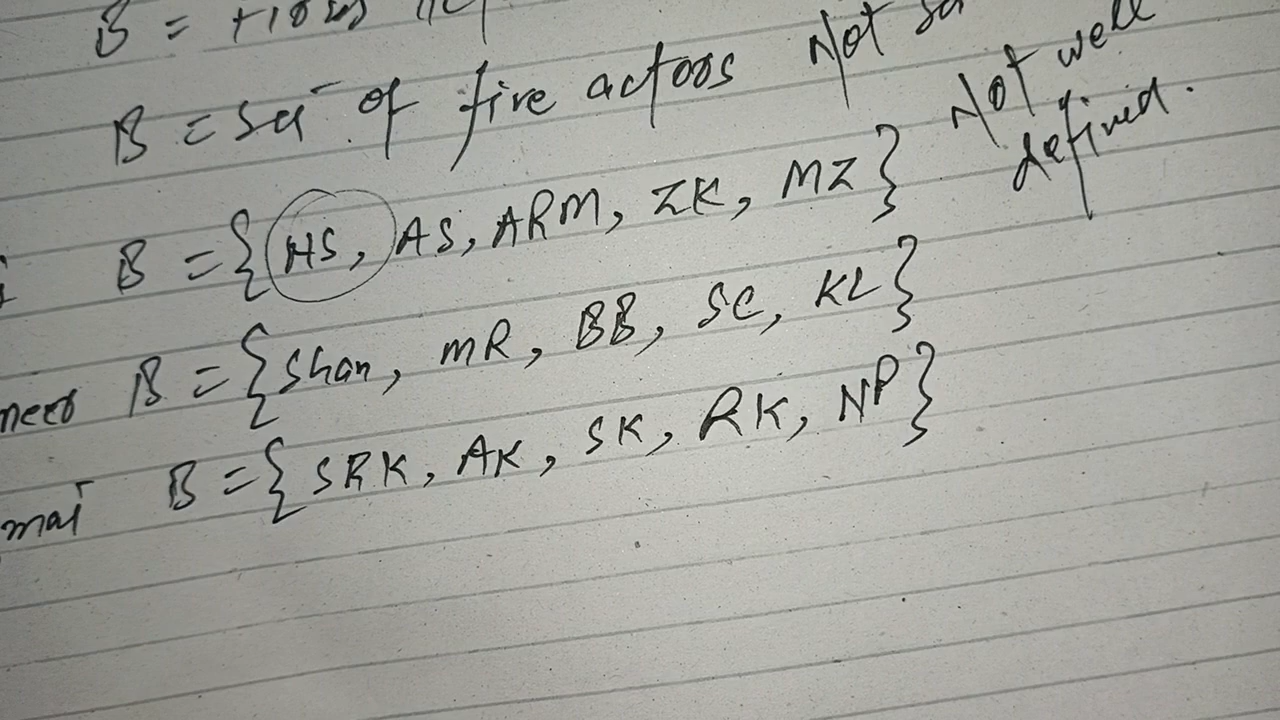 B =
B = Set of five actors Not
Not well
defined.
B = {HS, AS, ARM, ZK, MZ}
B = {Shan, MR, BB, SC, KL}
B = {SRK, AK, SK, RK, NP}